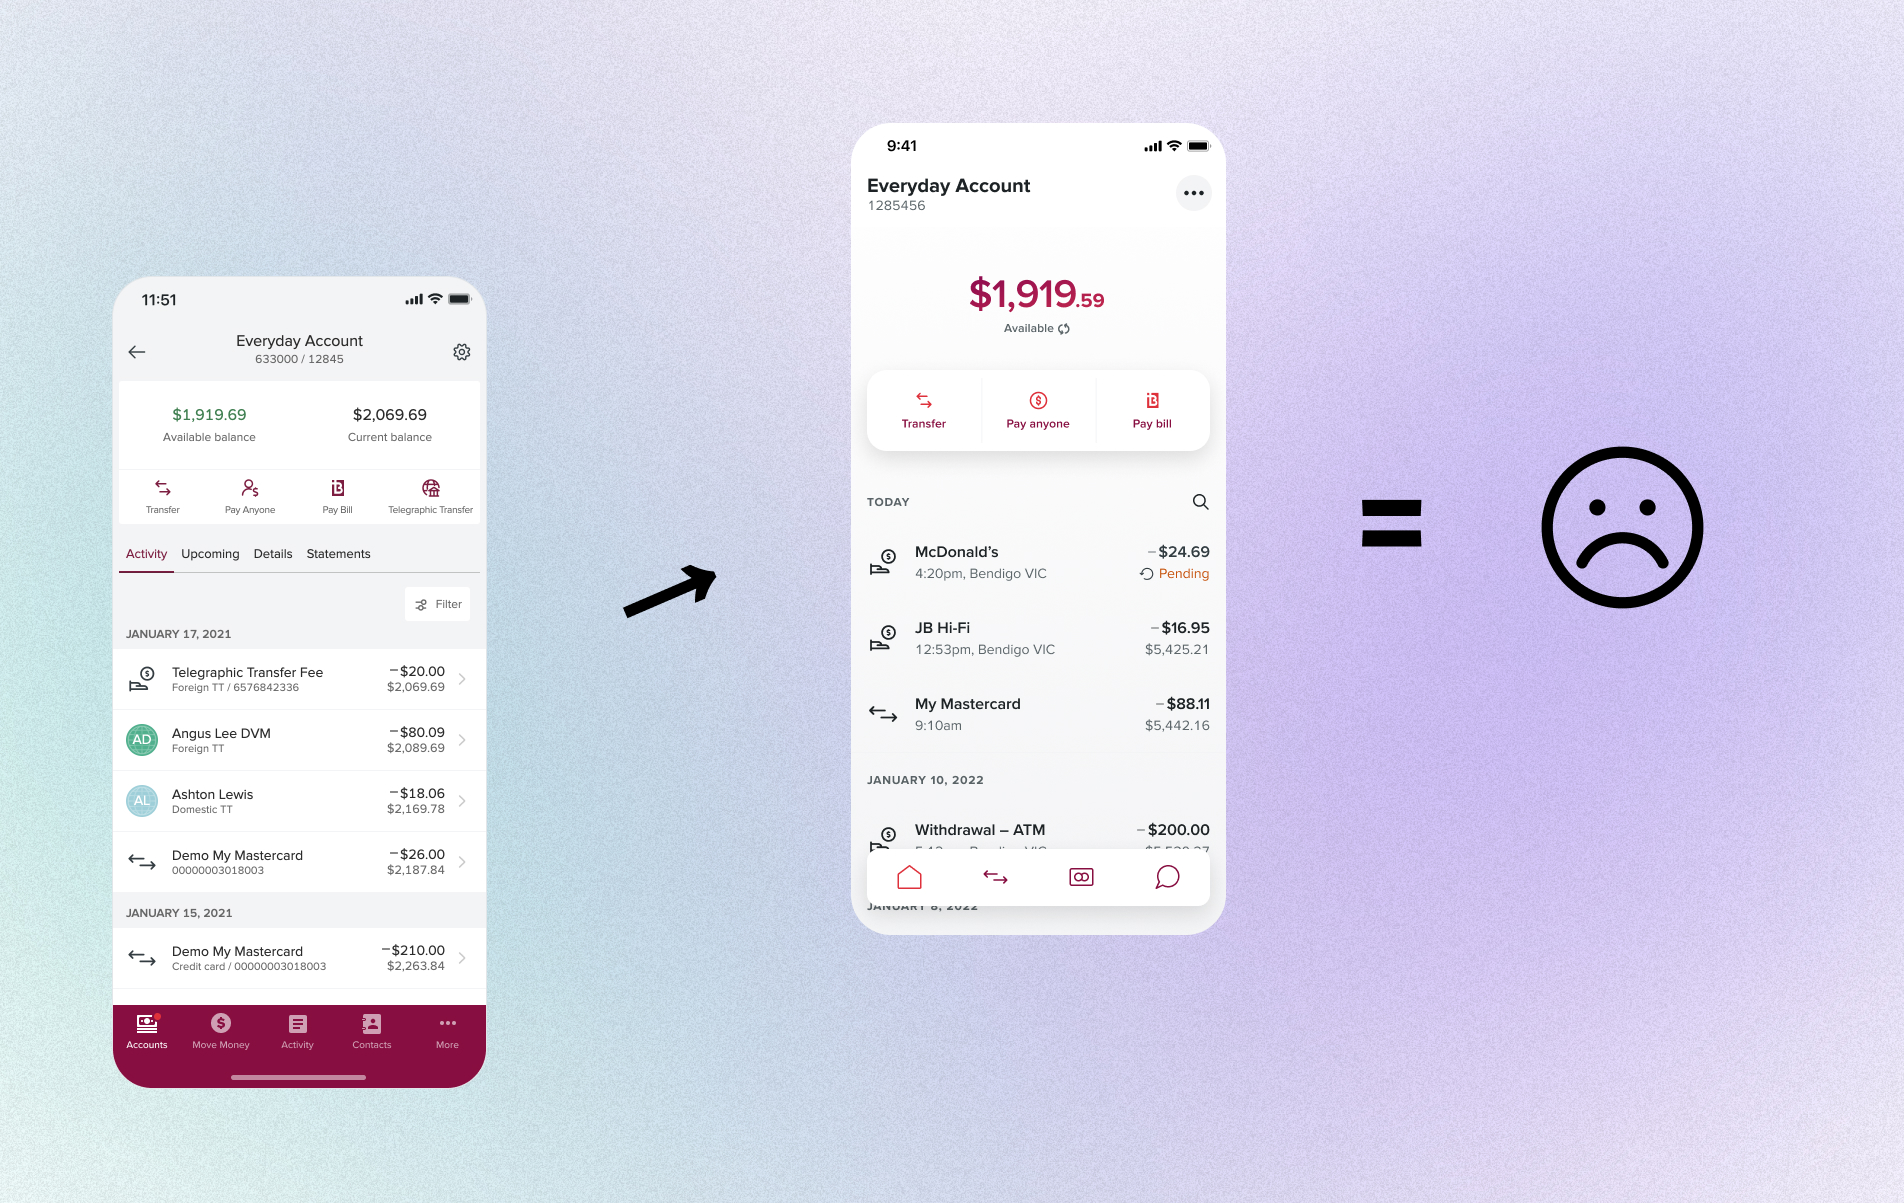 11:51
Everyday Account
633000 / 12845
$1,919.69
Available balance
$2,069.69
Current balance
Transfer
Pay Anyone
Pay Bill
Telegraphic Transfer
Activity Upcoming Details Statements
Filter
JANUARY 17, 2021
Telegraphic Transfer Fee −$20.00
Foreign TT / 6576842336 $2,069.69
AD
Angus Lee DVM −$80.09
Foreign TT $2,089.69
AL
Ashton Lewis −$18.06
Domestic TT $2,169.78
Demo My Mastercard −$26.00
00000003018003 $2,187.84
JANUARY 15, 2021
Demo My Mastercard −$210.00
Credit card / 00000003018003 $2,263.84
Accounts Move Money Activity Contacts More
9:41
Everyday Account
1285456
$1,919.59
Available
Transfer
Pay anyone
Pay bill
TODAY
McDonald’s −$24.69
4:20pm, Bendigo VIC Pending
JB Hi-Fi −$16.95
12:53pm, Bendigo VIC $5,425.21
My Mastercard −$88.11
9:10am $5,442.16
JANUARY 10, 2022
Withdrawal – ATM −$200.00
JANUARY 8, 2022
=